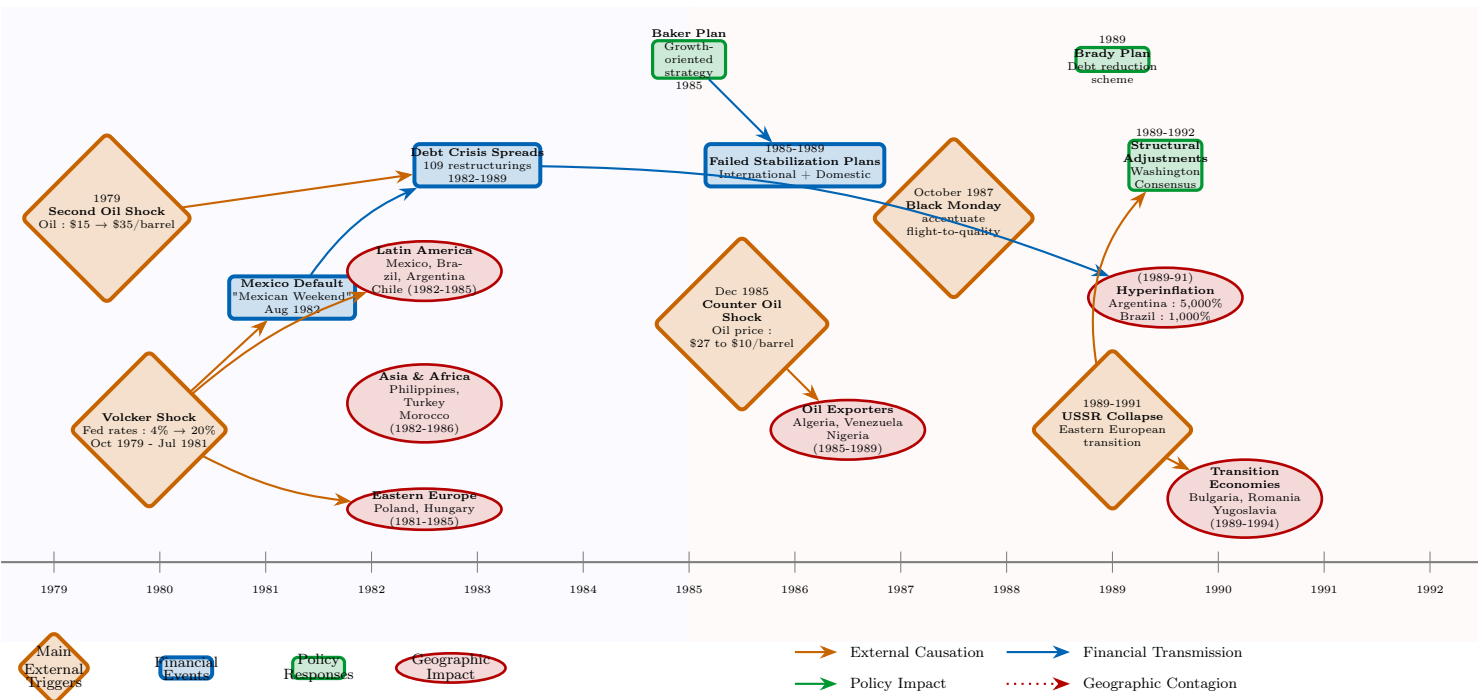 Baker Plan
Growth-
oriented
strategy
1985
1989
Brady Plan
Debt reduction
scheme
1979
Second Oil Shock
Oil : $15 → $35/barrel
Debt Crisis Spreads
109 restructurings
1982-1989
1985-1989
Failed Stabilization Plans
International + Domestic
October 1987
Black Monday
accentuate
flight-to-quality
1989-1992
Structural
Adjustments
Washington
Consensus
Mexico Default
"Mexican Weekend"
Aug 1982
Latin America
Mexico, Bra-
zil, Argentina
Chile (1982-1985)
Dec 1985
Counter Oil
Shock
Oil price :
$27 to $10/barrel
(1989-91)
Hyperinflation
Argentina : 5,000%
Brazil : 1,000%
Volcker Shock
Fed rates : 4% → 20%
Oct 1979 - Jul 1981
Asia & Africa
Philippines,
Turkey
Morocco
(1982-1986)
Oil Exporters
Algeria, Venezuela
Nigeria
(1985-1989)
1989-1991
USSR Collapse
Eastern European
transition
Eastern Europe
Poland, Hungary
(1981-1985)
Transition
Economies
Bulgaria, Romania
Yugoslavia
(1989-1994)
1979 1980 1981 1982 1983 1984 1985 1986 1987 1988 1989 1990 1991 1992
Main
External
Triggers
Financial
Events
Policy
Responses
Geographic
Impact
External Causation
Financial Transmission
Policy Impact
Geographic Contagion